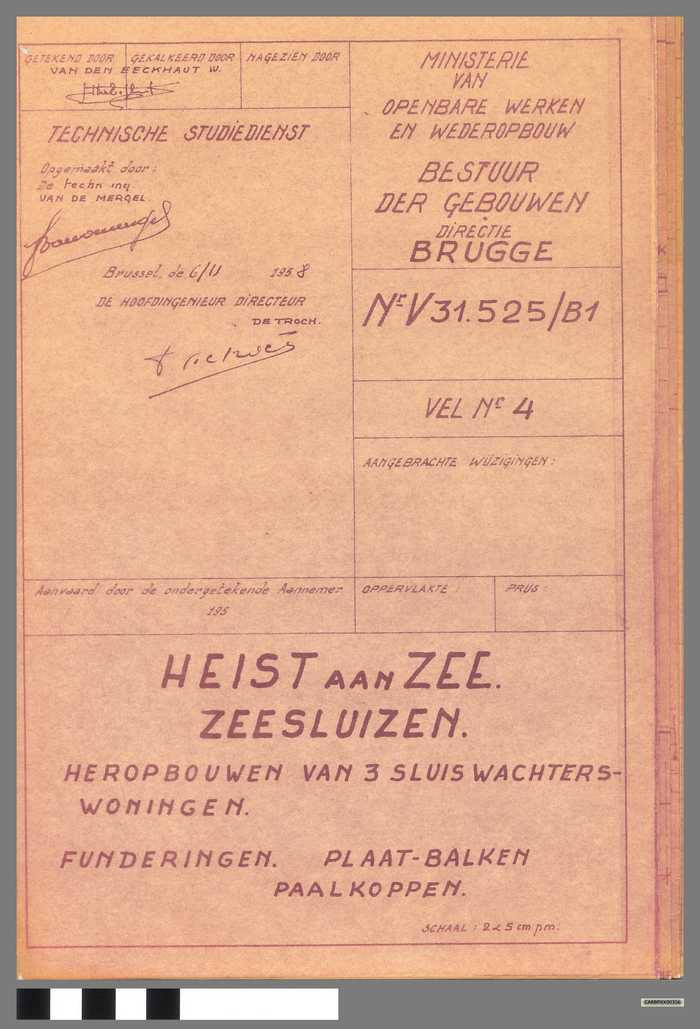 GETEKEND DOOR GEKALKEERD DOOR NAGEZIEN DOOR
VAN DEN EECKHAUT W.
TECHNISCHE STUDIEDIENST
Opgemaakt door:
De techn ing
VAN DE MERGEL.
Brussel, de 6/11 1958
DE HOOFDINGENIEUR DIRECTEUR
DE TROCH.
MINISTERIE
VAN
OPENBARE WERKEN
EN WEDEROPBOUW
BESTUUR
DER GEBOUWEN
DIRECTIE
BRUGGE
Nr V31.525/B1
VEL Nr 4
AANGEBRACHTE WIJZIGINGEN:
Aanvaard door de ondergetekende Aannemer
195
OPPERVLAKTE:
PRIJS:
HEIST AAN ZEE.
ZEESLUIZEN.
HEROPBOUWEN VAN 3 SLUISWACHTERS-
WONINGEN.
FUNDERINGEN. PLAAT-BALKEN
PAALKOPPEN.
SCHAAL: 2 & 5 cm p.m.